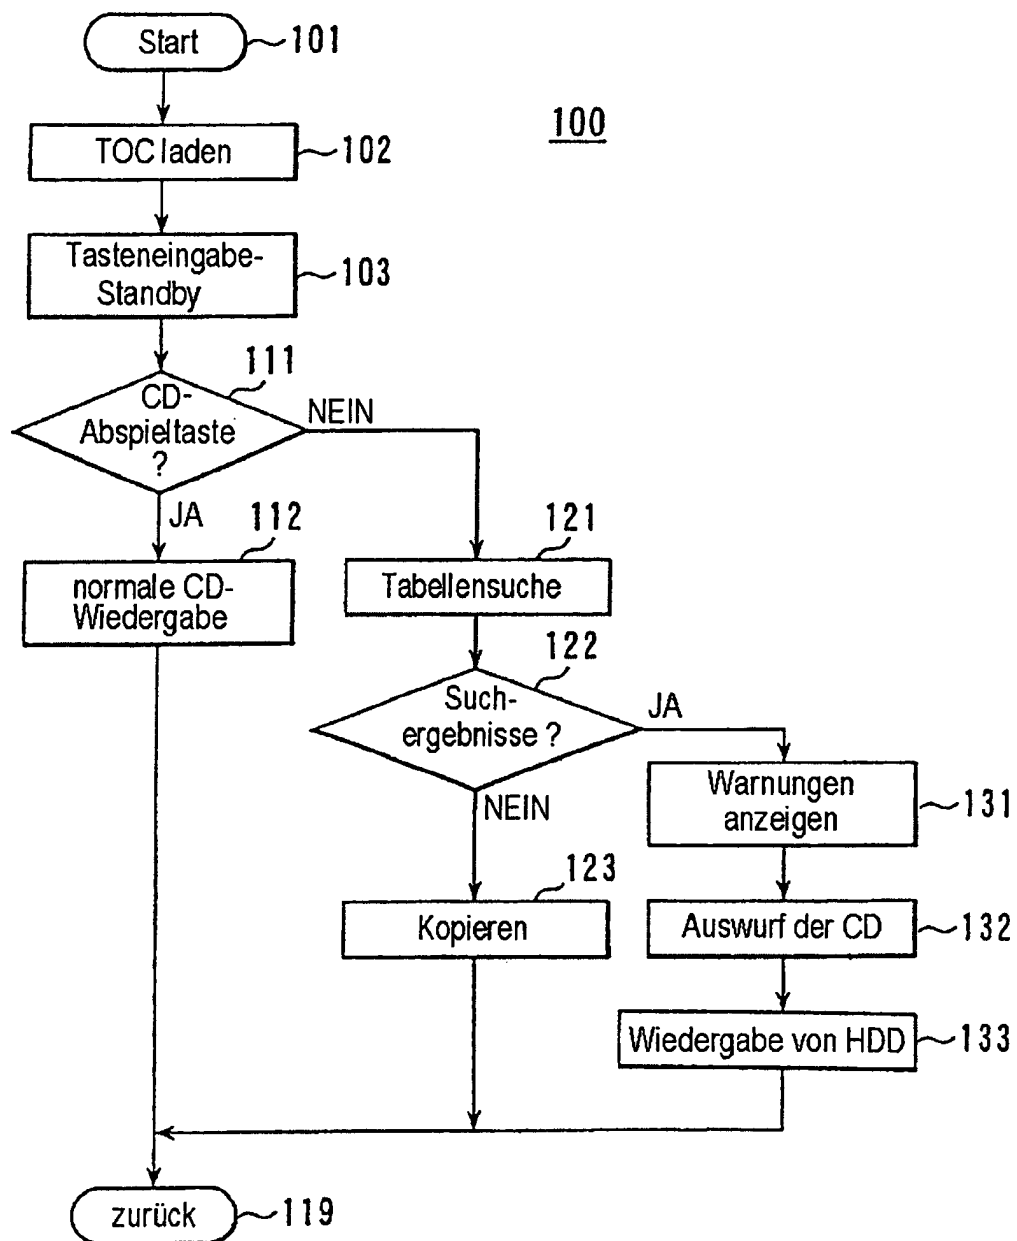 Start
101
100
TOC laden
102
Tasteneingabe-
Standby
103
111
CD-
Abspieltaste
?
NEIN
JA
112
normale CD-
Wiedergabe
121
Tabellensuche
122
Such-
ergebnisse ?
JA
NEIN
Warnungen
anzeigen
131
123
Kopieren
Auswurf der CD
132
Wiedergabe von HDD
133
zurück
119